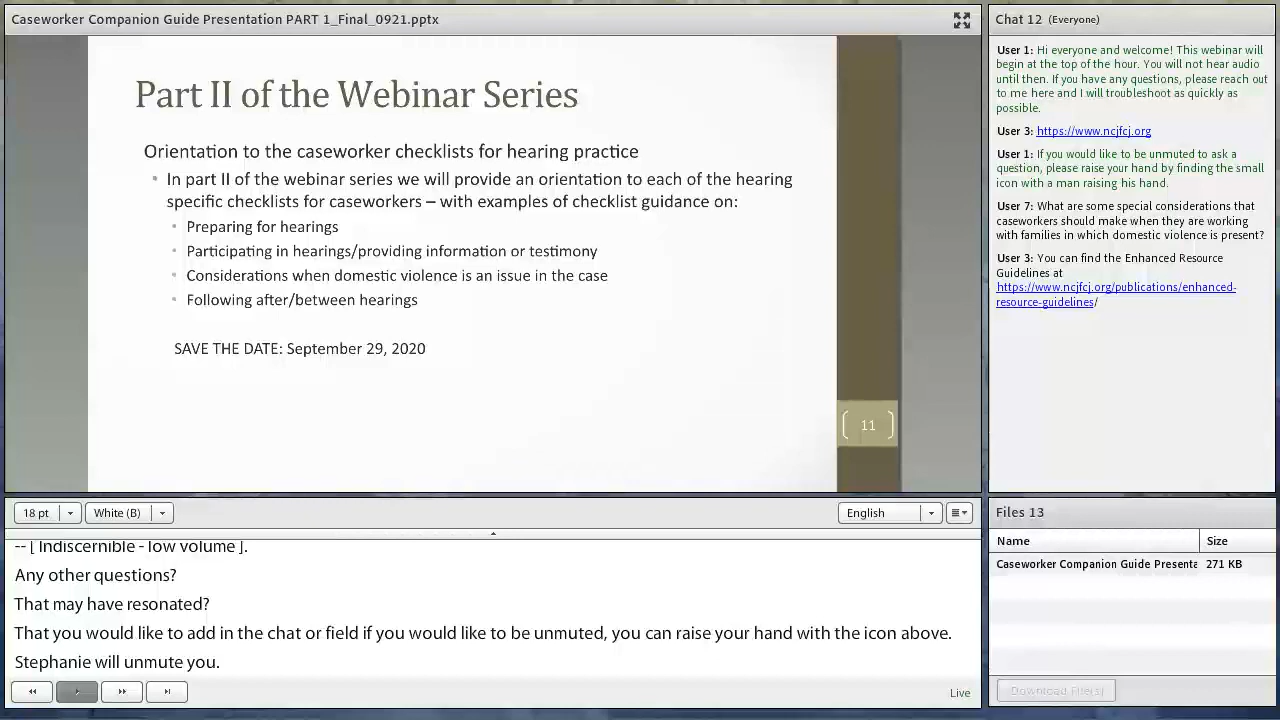 Caseworker Companion Guide Presentation PART 1_Final_0921.pptx
Part II of the Webinar Series
Orientation to the caseworker checklists for hearing practice
• In part II of the webinar series we will provide an orientation to each of the hearing
specific checklists for caseworkers – with examples of checklist guidance on:
• Preparing for hearings
• Participating in hearings/providing information or testimony
• Considerations when domestic violence is an issue in the case
• Following after/between hearings
SAVE THE DATE: September 29, 2020
11
Chat 12 (Everyone)
User 1: Hi everyone and welcome! This webinar will
begin at the top of the hour. You will not hear audio
until then. If you have any questions, please reach out
to me here and I will troubleshoot as quickly as
possible.
User 3: https://www.ncjfcj.org
User 1: If you would like to be unmuted to ask a
question, please raise your hand by finding the small
icon with a man raising his hand.
User 7: What are some special considerations that
caseworkers should make when they are working
with families in which domestic violence is present?
User 3: You can find the Enhanced Resource
Guidelines at
https://www.ncjfcj.org/publications/enhanced-
resource-guidelines/
18 pt
White (B)
English
-- [ Indiscernible - low volume ].
Any other questions?
That may have resonated?
That you would like to add in the chat or field if you would like to be unmuted, you can raise your hand with the icon above.
Stephanie will unmute you.
Live
Files 13
Name Size
Caseworker Companion Guide Presenta 271 KB
Download File(s)